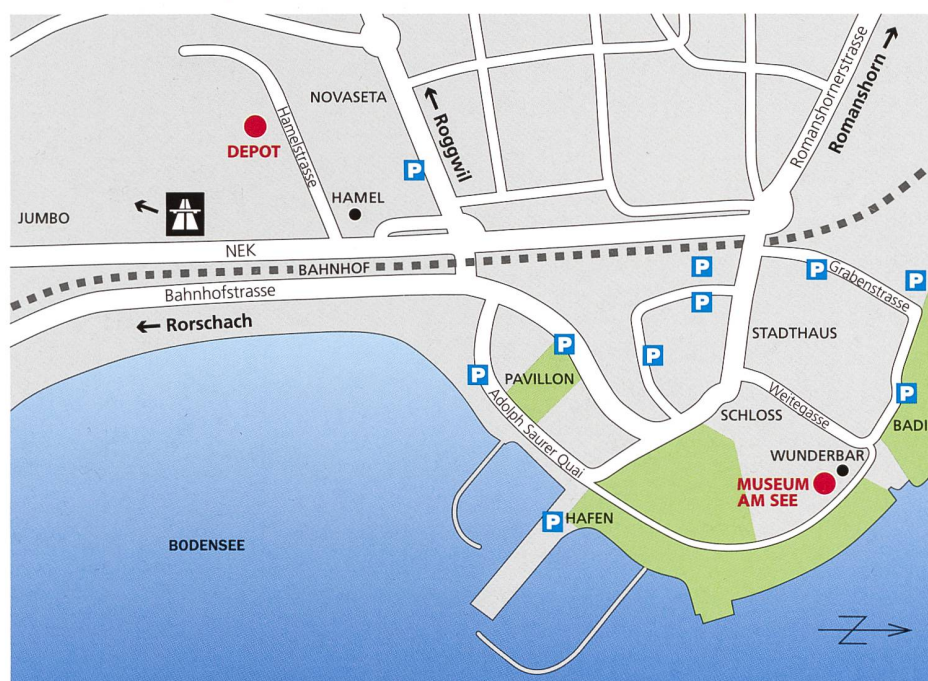 NOVASETA
Hamelstrasse
DEPOT
Roggwil
Romanshornerstrasse
Romanshorn
P
HAMEL
JUMBO
NEK
BAHNHOF
P
P
P
Grabenstrasse
Bahnhofstrasse
P
Rorschach
STADTHAUS
P
P
P
PAVILLON
P
Adolph Saurer Quai
SCHLOSS
Weitegasse
BADI
WUNDERBAR
MUSEUM
AM SEE
P
HAFEN
BODENSEE
N